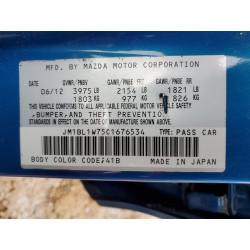 MFD. BY MAZDA MOTOR CORPORATION
GVWR/PNBV GAWR/PNBE FR GAWR/PNBE RR
06/12 3975 LB 2154 LB 1821 LB
1803 KG 977 KG 826 KG
THIS VEHICLE CONFORMS TO ALL APPLICABLE FEDERAL MOTOR VEHICLE SAFETY,
BUMPER, AND THEFT PREVENTION
STANDARDS IN EFFECT ON THE DATE OF MANUFACTURE SHOWN ABOVE.
JM1BL1W75C1676534 TYPE: PASS CAR
BODY COLOR CODE/41B MADE IN JAPAN